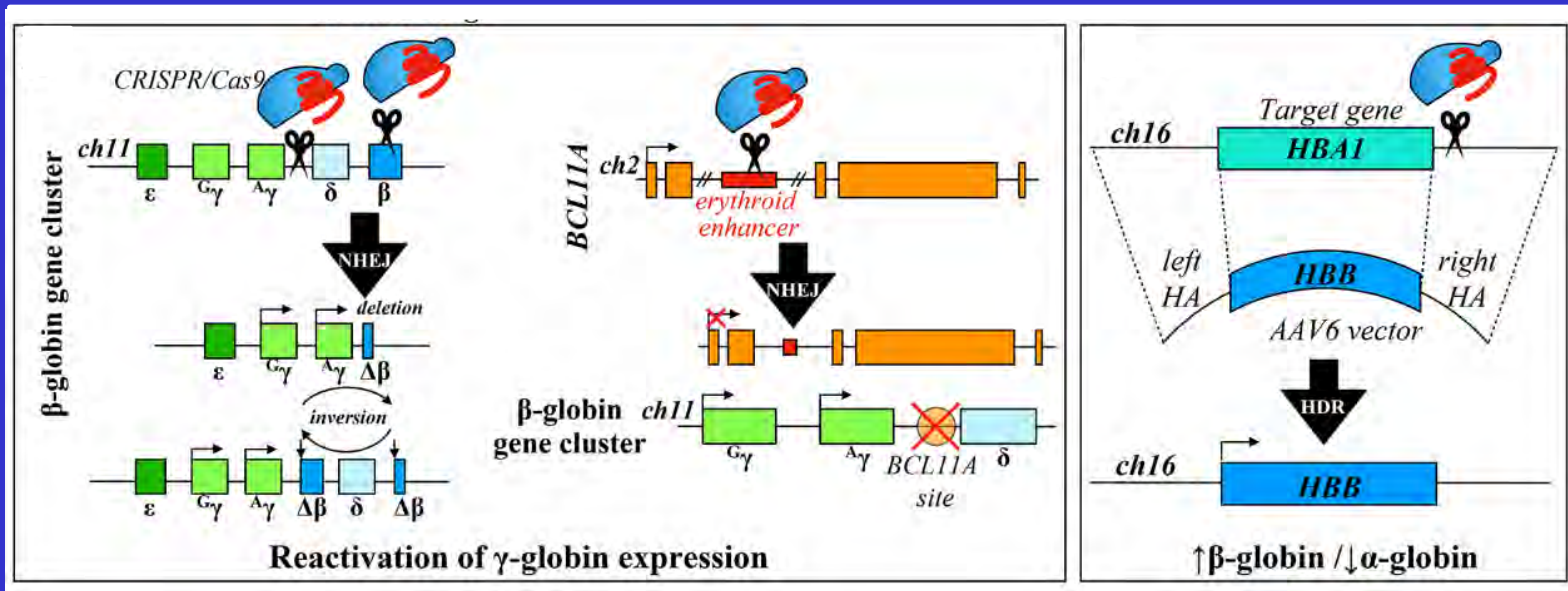 CRISPR/Cas9
ch11
ε
Gγ
Aγ
δ
β
β-globin gene cluster
NHEJ
deletion
ε
Gγ
Aγ
Δβ
inversion
ε
Gγ
Aγ
Δβ
δ
Δβ
BCL11A
ch2
erythroid
enhancer
NHEJ
β-globin
gene cluster
ch11
Gγ
Aγ
BCL11A
site
δ
Reactivation of γ-globin expression
Target gene
ch16
HBA1
left
HA
HBB
right
HA
AAV6 vector
HDR
ch16
HBB
↑β-globin /↓α-globin